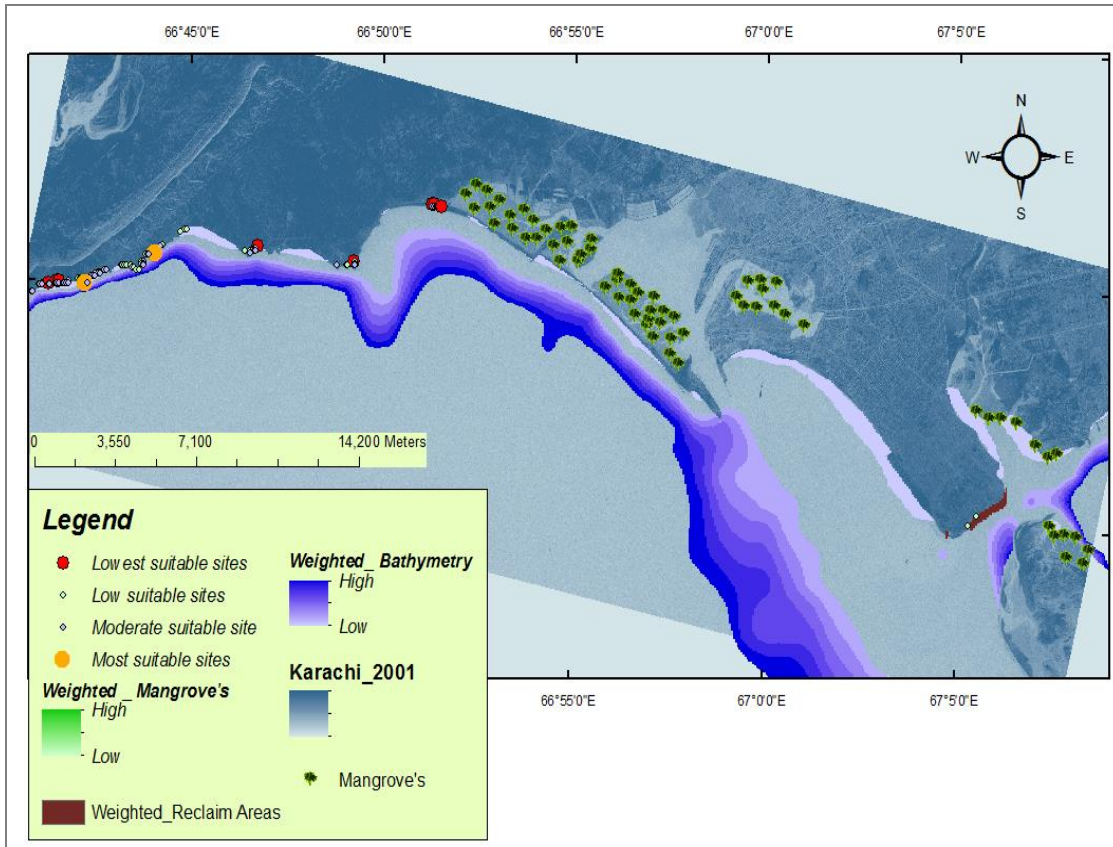 66°45'0"E 66°50'0"E 66°55'0"E 67°0'0"E 67°5'0"E
N
W E
S
0 3,550 7,100 14,200 Meters
Legend
Lowest suitable sites
Low suitable sites
Moderate suitable site
Most suitable sites
Weighted _ Mangrove's
High
Low
Weighted_Reclaim Areas
Weighted_ Bathymetry
High
Low
Karachi_2001
Mangrove's
66°55'0"E 67°0'0"E 67°5'0"E